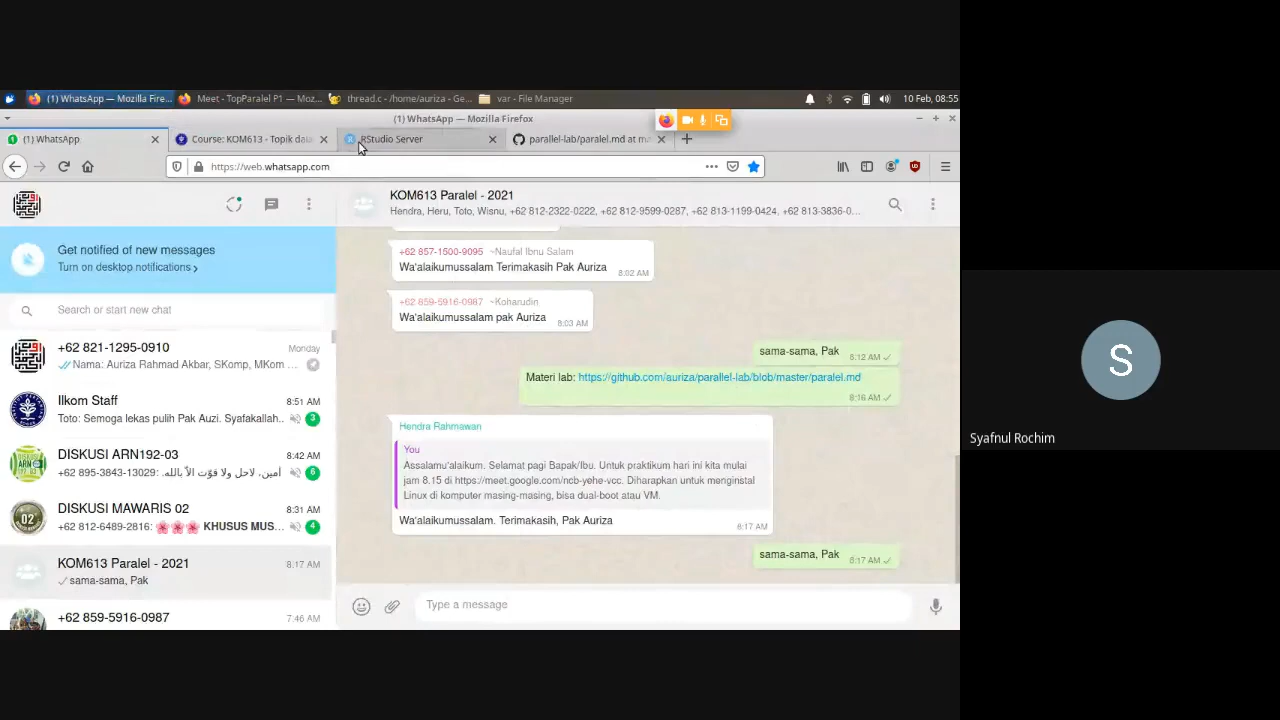 (1) WhatsApp — Mozilla Fire...
Meet - TopParalel P1 — Moz...
thread.c - /home/auriza - Ge...
var - File Manager
10 Feb, 08:55
(1) WhatsApp — Mozilla Firefox
(1) WhatsApp
Course: KOM613 - Topik dala
RStudio Server
parallel-lab/paralel.md at m
https://web.whatsapp.com
KOM613 Paralel - 2021
Hendra, Heru, Toto, Wisnu, +62 812-2322-0222, +62 812-9599-0287, +62 813-1199-0424, +62 813-3836-0...
Get notified of new messages
Turn on desktop notifications >
Search or start new chat
+62 821-1295-0910
Monday
Nama: Auriza Rahmad Akbar, SKomp, MKom ...
Ilkom Staff
8:51 AM
Toto: Semoga lekas pulih Pak Auzi. Syafakallah..
3
DISKUSI ARN192-03
8:42 AM
+62 895-3843-13029: آمين، لاحل ولا قوّت الاّ بالله.
6
DISKUSI MAWARIS 02
8:31 AM
+62 812-6489-2816: 🌸🌸🌸 KHUSUS MUS...
4
KOM613 Paralel - 2021
8:17 AM
sama-sama, Pak
+62 859-5916-0987
7:46 AM
+62 857-1500-9095 ~Naufal Ibnu Salam
Wa'alaikumussalam Terimakasih Pak Auriza
8:02 AM
+62 859-5916-0987 ~Koharudin
Wa'alaikumussalam pak Auriza
8:03 AM
sama-sama, Pak
8:12 AM
Materi lab: https://github.com/auriza/parallel-lab/blob/master/paralel.md
8:16 AM
Hendra Rahmawan
You
Assalamu'alaikum. Selamat pagi Bapak/Ibu. Untuk praktikum hari ini kita mulai
jam 8.15 di https://meet.google.com/ncb-yehe-vcc. Diharapkan untuk menginstal
Linux di komputer masing-masing, bisa dual-boot atau VM.
Wa'alaikumussalam. Terimakasih, Pak Auriza
8:17 AM
sama-sama, Pak
8:17 AM
Type a message
S
Syafnul Rochim